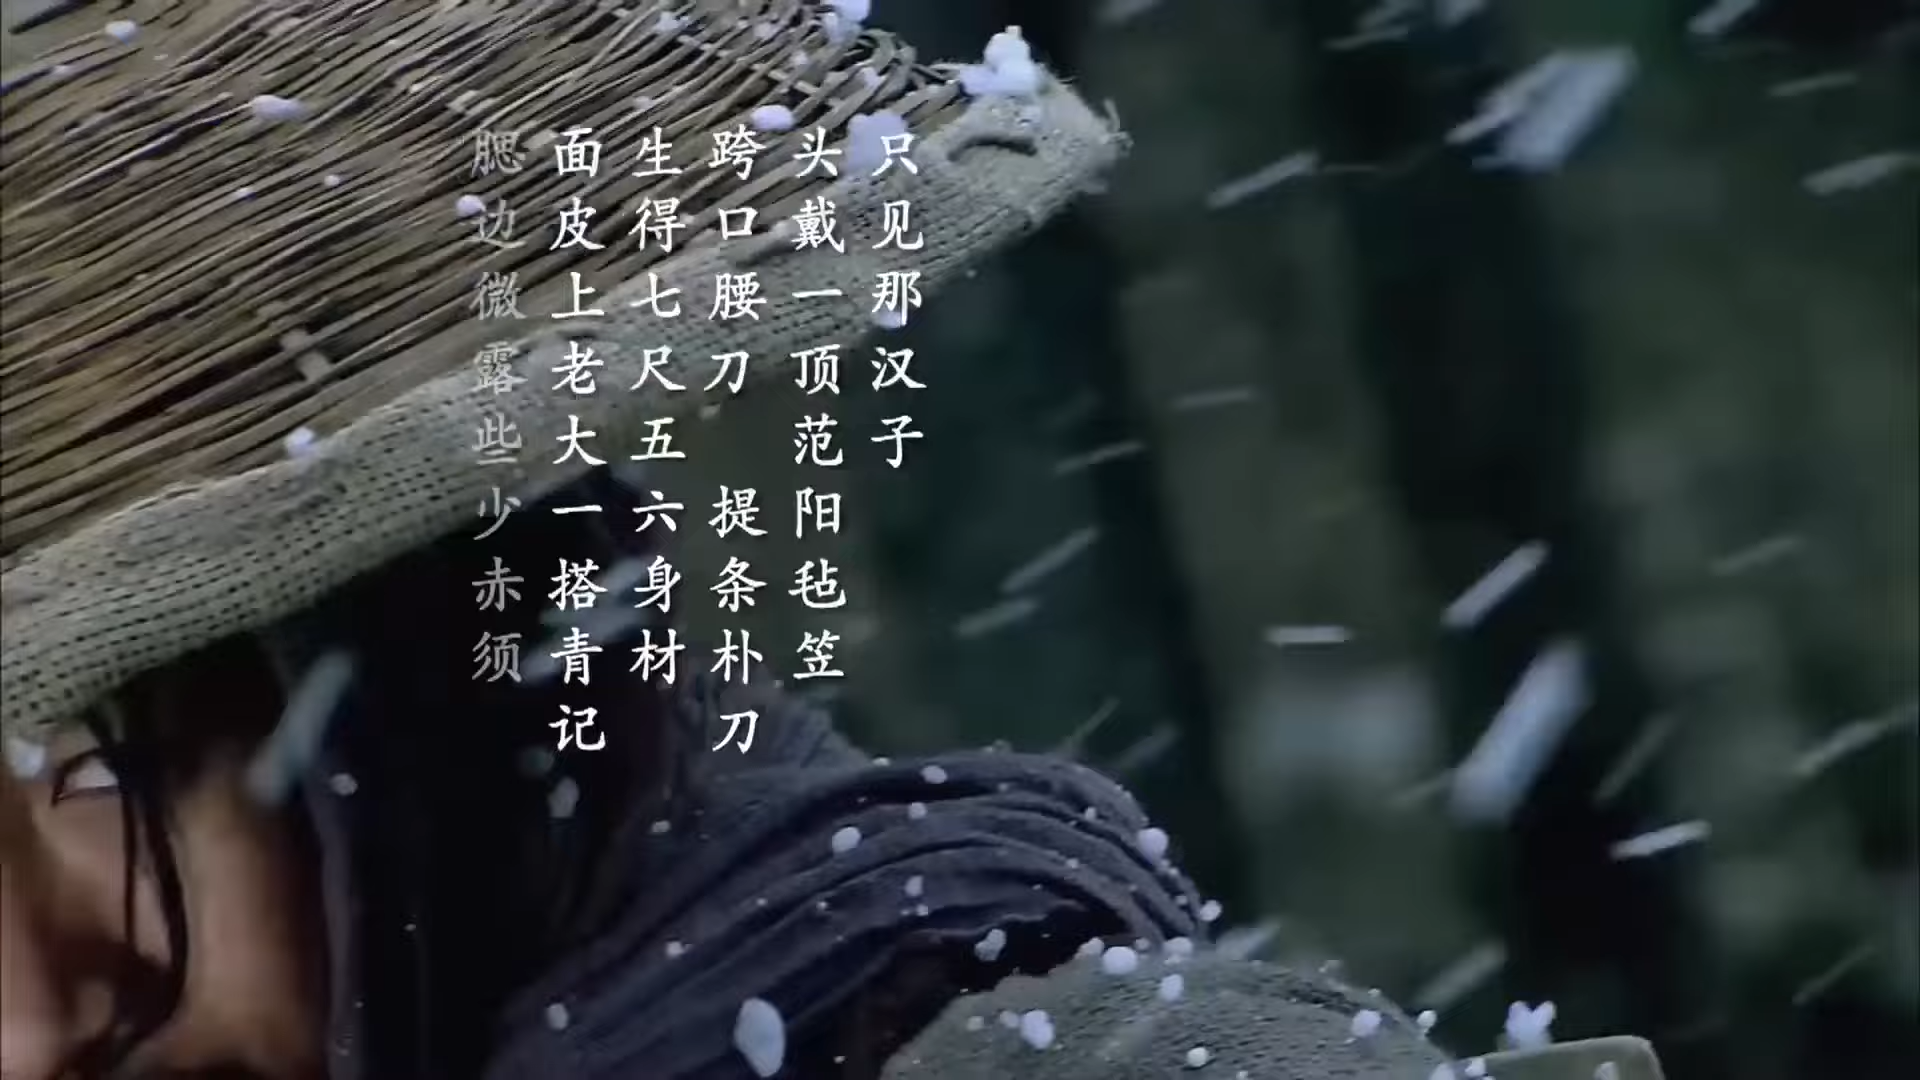 只见那汉子
头戴一顶范阳毡笠
跨口腰刀 提条朴刀
生得七尺五六身材
面皮上老大一搭青记
腮边微露些少赤须